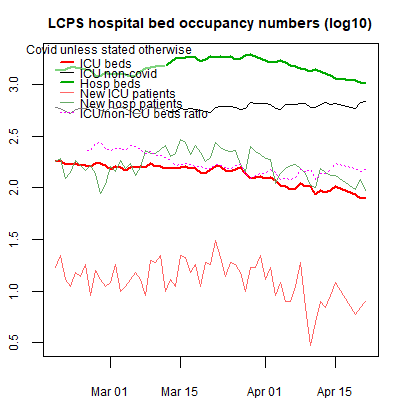 LCPS hospital bed occupancy numbers (log10)
Covid unless stated otherwise
ICU beds
ICU non-covid
Hosp beds
New ICU patients
New hosp patients
ICU/non-ICU beds ratio
3.0
2.5
2.0
1.5
1.0
0.5
Mar 01
Mar 15
Apr 01
Apr 15